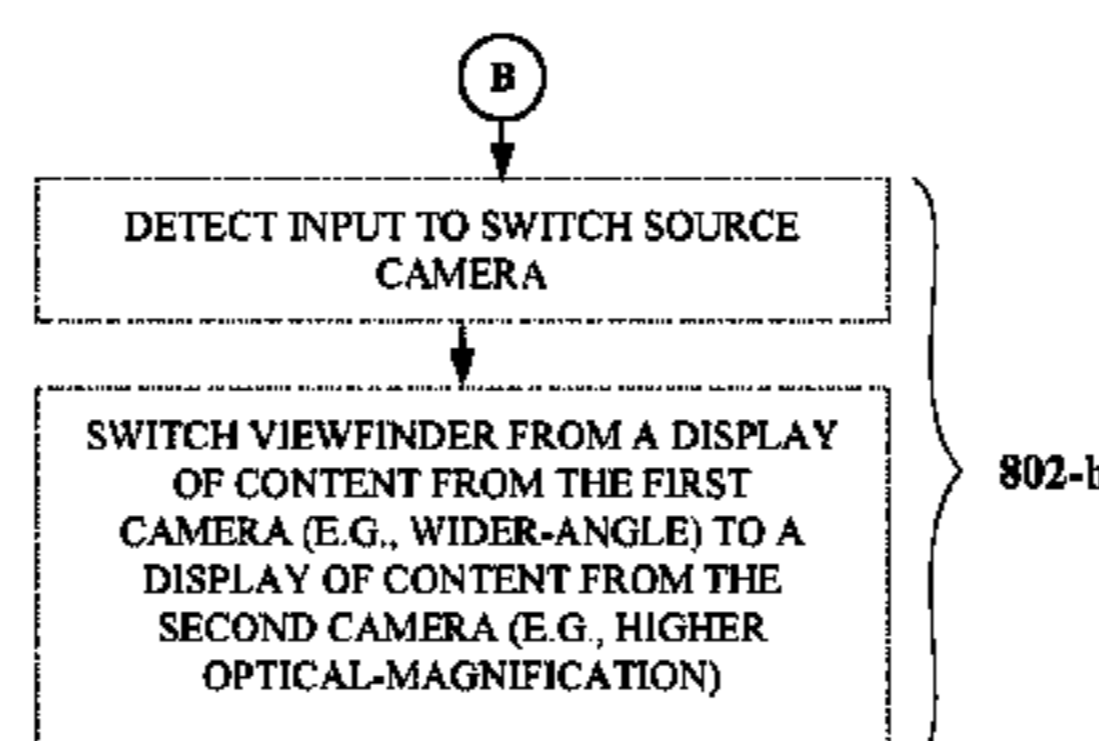 B
DETECT INPUT TO SWITCH SOURCE
CAMERA
SWITCH VIEWFINDER FROM A DISPLAY
OF CONTENT FROM THE FIRST
CAMERA (E.G., WIDER-ANGLE) TO A
DISPLAY OF CONTENT FROM THE
SECOND CAMERA (E.G., HIGHER
OPTICAL-MAGNIFICATION)